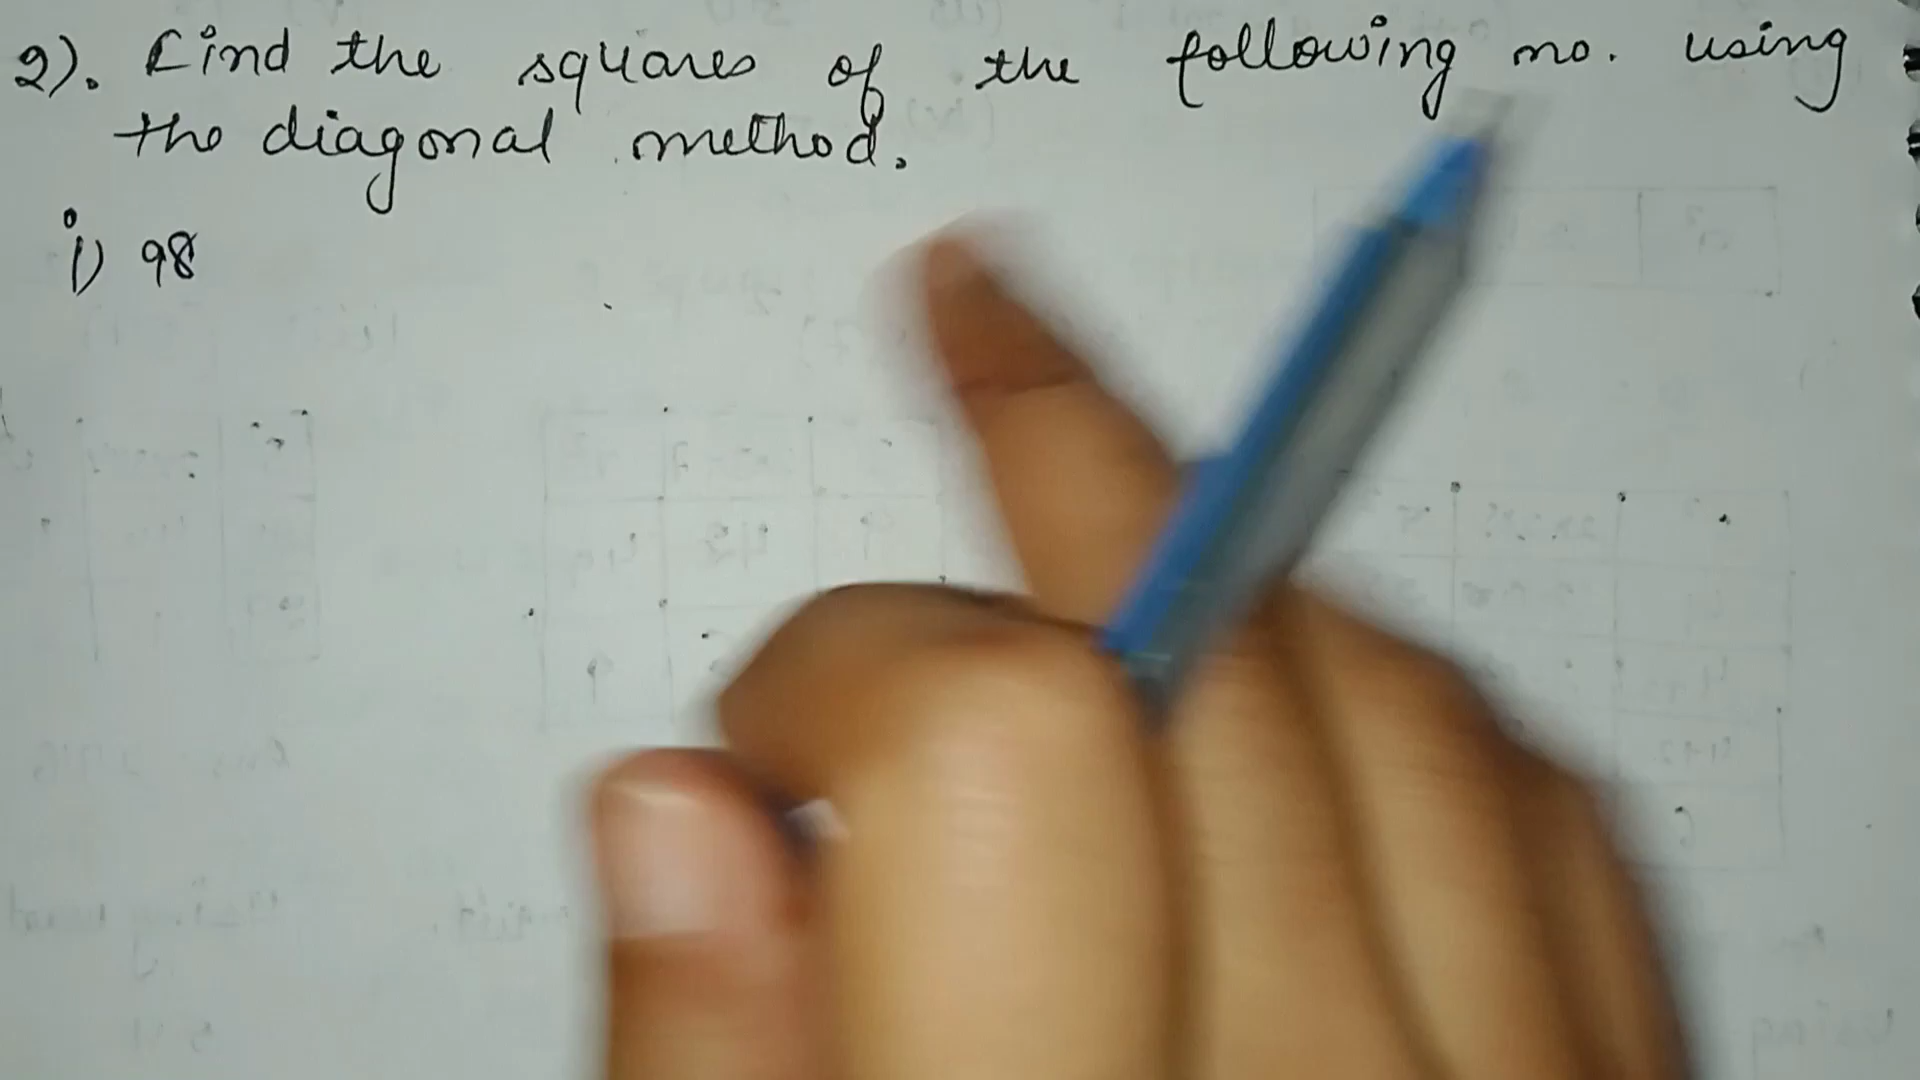 2). Find the squares of the following no. using
the diagonal method.
i) 98